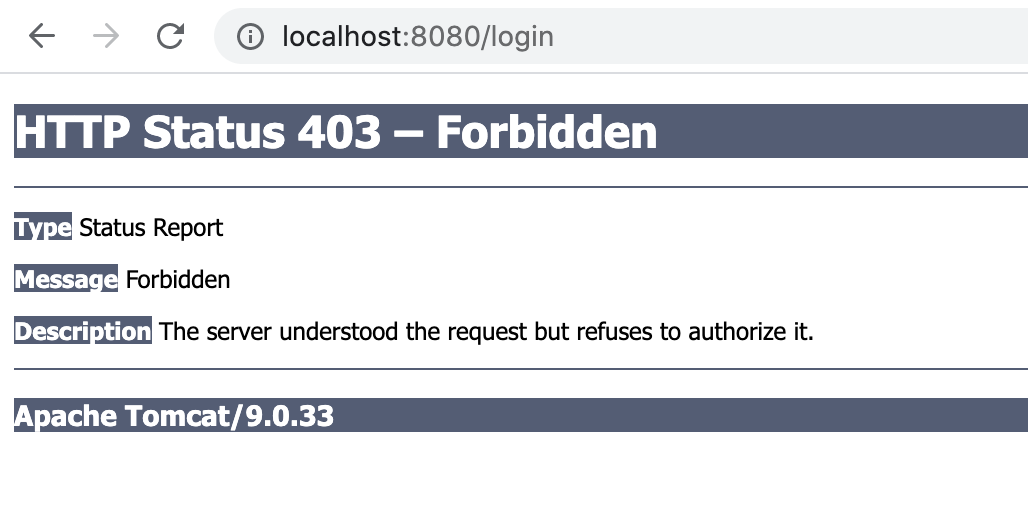 localhost:8080/login
HTTP Status 403 – Forbidden
Type Status Report
Message Forbidden
Description The server understood the request but refuses to authorize it.
Apache Tomcat/9.0.33